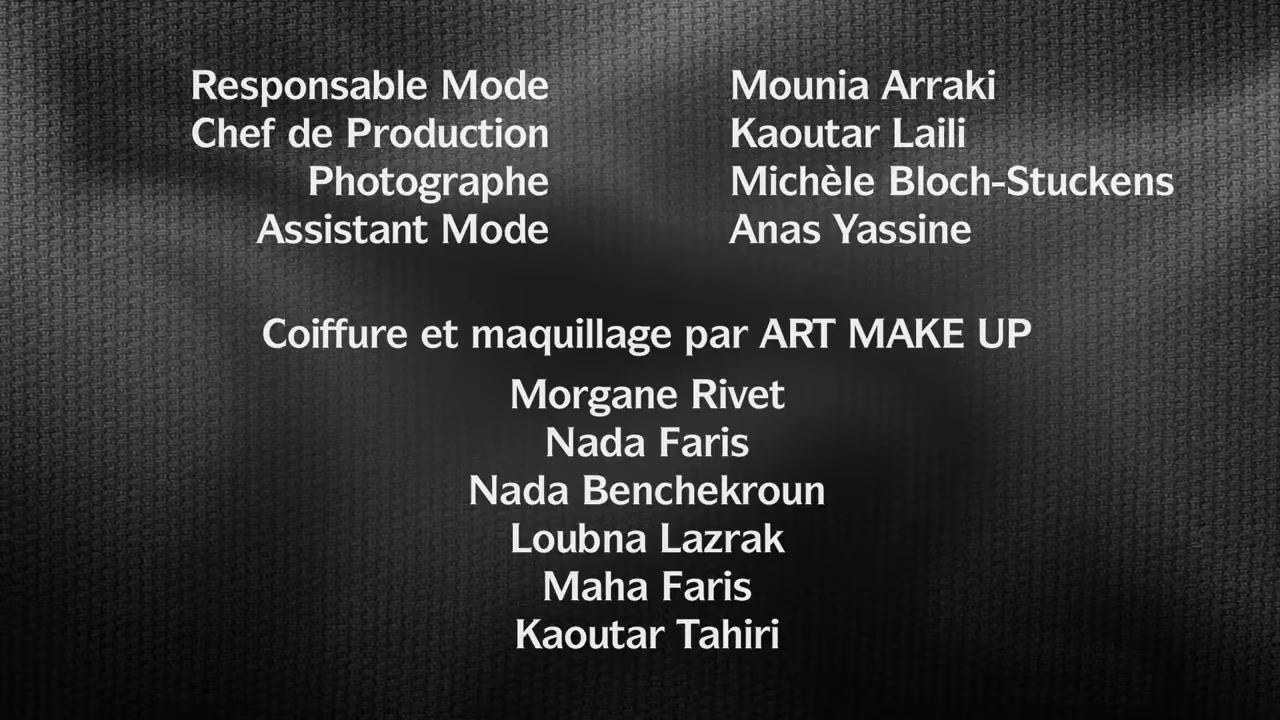 Responsable Mode Mounia Arraki
Chef de Production Kaoutar Laili
Photographe Michèle Bloch-Stuckens
Assistant Mode Anas Yassine
Coiffure et maquillage par ART MAKE UP
Morgane Rivet
Nada Faris
Nada Benchekroun
Loubna Lazrak
Maha Faris
Kaoutar Tahiri